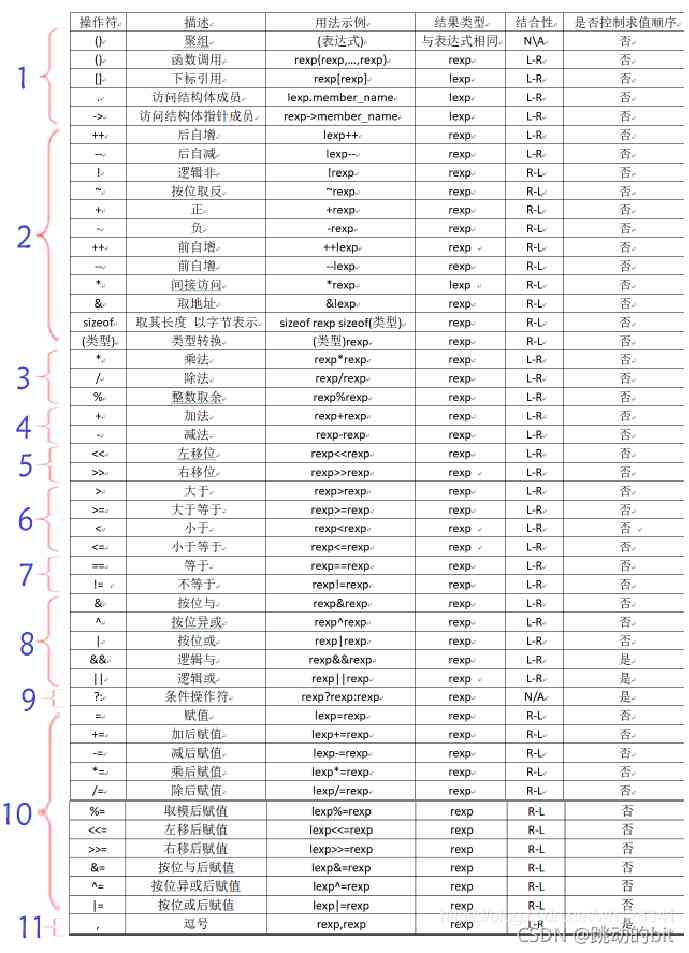 操作符 描述 用法示例 结果类型 结合性 是否控制求值顺序
() 聚组 (表达式) 与表达式相同 N\A 否
1
() 函数调用 rexp(rexp,...,rexp) rexp L-R 否
[] 下标引用 rexp[rexp] lexp L-R 否
. 访问结构体成员 lexp.member_name lexp L-R 否
-> 访问结构体指针成员 rexp->member_name lexp L-R 否
2
++ 后自增 lexp++ rexp L-R 否
-- 后自减 lexp-- rexp L-R 否
! 逻辑非 !rexp rexp R-L 否
~ 按位取反 ~rexp rexp R-L 否
+ 正 +rexp rexp R-L 否
- 负 -rexp rexp R-L 否
++ 前自增 ++lexp rexp R-L 否
-- 前自增 --lexp rexp R-L 否
* 间接访问 *rexp lexp R-L 否
& 取地址 &lexp rexp R-L 否
sizeof 取其长度 以字节表示 sizeof rexp sizeof(类型) rexp R-L 否
(类型) 类型转换 (类型)rexp rexp R-L 否
3
* 乘法 rexp*rexp rexp L-R 否
/ 除法 rexp/rexp rexp L-R 否
% 整数取余 rexp%rexp rexp L-R 否
4
+ 加法 rexp+rexp rexp L-R 否
- 减法 rexp-rexp rexp L-R 否
5
<< 左移位 rexp<<rexp rexp L-R 否
>> 右移位 rexp>>rexp rexp L-R 否
6
> 大于 rexp>rexp rexp L-R 否
>= 大于等于 rexp>=rexp rexp L-R 否
< 小于 rexp<rexp rexp L-R 否
<= 小于等于 rexp<=rexp rexp L-R 否
7
== 等于 rexp==rexp rexp L-R 否
!= 不等于 rexp!=rexp rexp L-R 否
8
& 按位与 rexp&rexp rexp L-R 否
^ 按位异或 rexp^rexp rexp L-R 否
| 按位或 rexp|rexp rexp L-R 否
&& 逻辑与 rexp&&rexp rexp L-R 是
|| 逻辑或 rexp||rexp rexp L-R 是
9
?: 条件操作符 rexp?rexp:rexp rexp N/A 是
10
= 赋值 lexp=rexp rexp R-L 否
+= 加后赋值 lexp+=rexp rexp R-L 否
-= 减后赋值 lexp-=rexp rexp R-L 否
*= 乘后赋值 lexp*=rexp rexp R-L 否
/= 除后赋值 lexp/=rexp rexp R-L 否
%= 取模后赋值 lexp%=rexp rexp R-L 否
<<= 左移后赋值 lexp<<=rexp rexp R-L 否
>>= 右移后赋值 lexp>>=rexp rexp R-L 否
&= 按位与后赋值 lexp&=rexp rexp R-L 否
^= 按位异或后赋值 lexp^=rexp rexp R-L 否
|= 按位或后赋值 lexp|=rexp rexp R-L 否
11
, 逗号 rexp,rexp rexp L-R 是
CSDN @跳动的bit